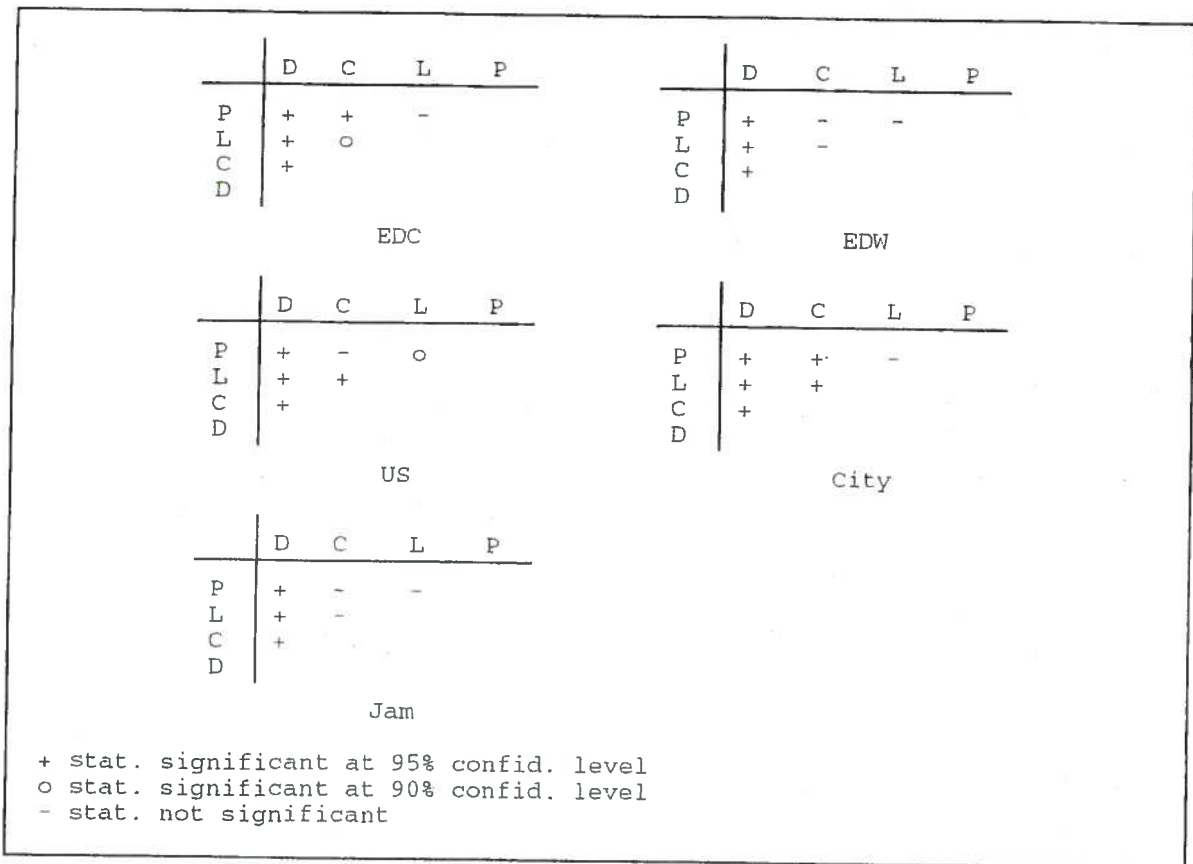 D C L P
P + + -
L + o
C +
D
EDC
D C L P
P + - -
L + -
C +
D
EDW
D C L P
P + - o
L + +
C +
D
US
D C L P
P + + -
L + +
C +
D
City
D C L P
P + - -
L + -
C +
D
Jam
+ stat. significant at 95% confid. level
o stat. significant at 90% confid. level
- stat. not significant